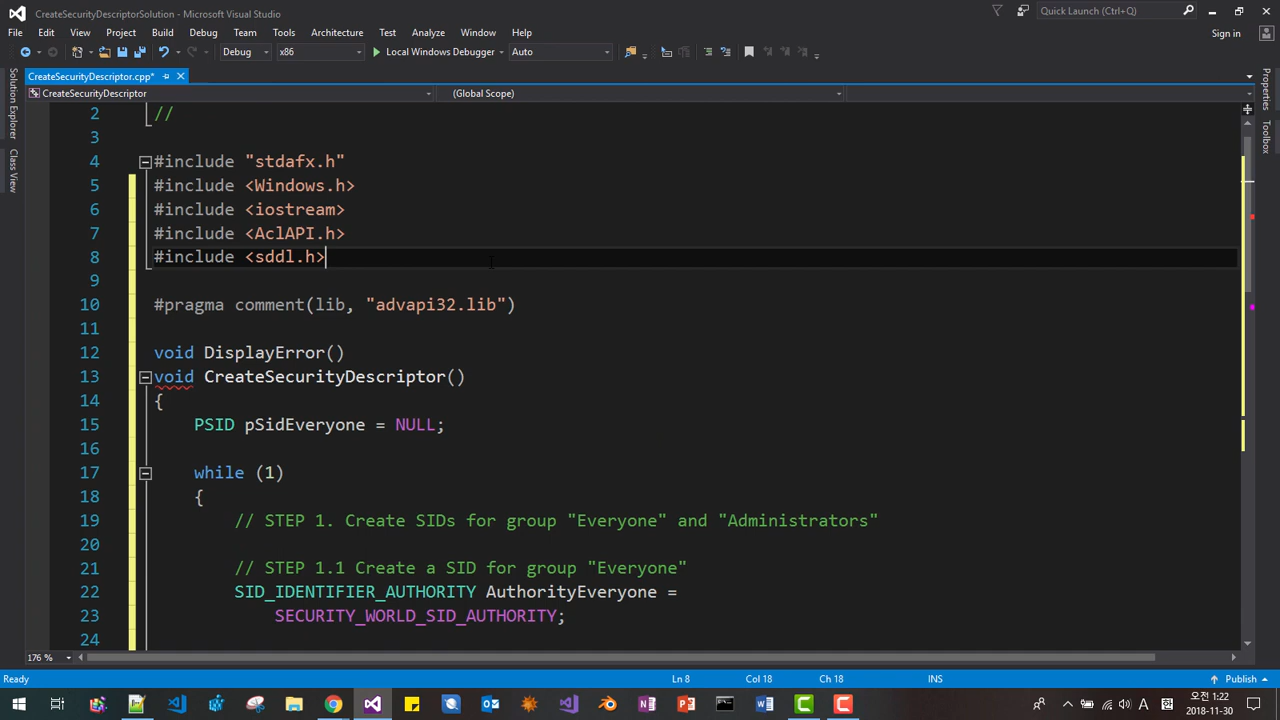 CreateSecurityDescriptorSolution - Microsoft Visual Studio
Quick Launch (Ctrl+Q)
File Edit View Project Build Debug Team Tools Architecture Test Analyze Window Help
Sign in
Debug x86 Local Windows Debugger Auto
CreateSecurityDescriptor.cpp*
CreateSecurityDescriptor (Global Scope)
Solution Explorer
Class View
Properties
Toolbox
2 //
3
4 #include "stdafx.h"
5 #include <Windows.h>
6 #include <iostream>
7 #include <AclAPI.h>
8 #include <sddl.h>
9
10 #pragma comment(lib, "advapi32.lib")
11
12 void DisplayError()
13 void CreateSecurityDescriptor()
14 {
15 PSID pSidEveryone = NULL;
16
17 while (1)
18 {
19 // STEP 1. Create SIDs for group "Everyone" and "Administrators"
20
21 // STEP 1.1 Create a SID for group "Everyone"
22 SID_IDENTIFIER_AUTHORITY AuthorityEveryone =
23 SECURITY_WORLD_SID_AUTHORITY;
24
176 %
Ready Ln 8 Col 18 Ch 18 INS Publish
오전 1:22
2018-11-30